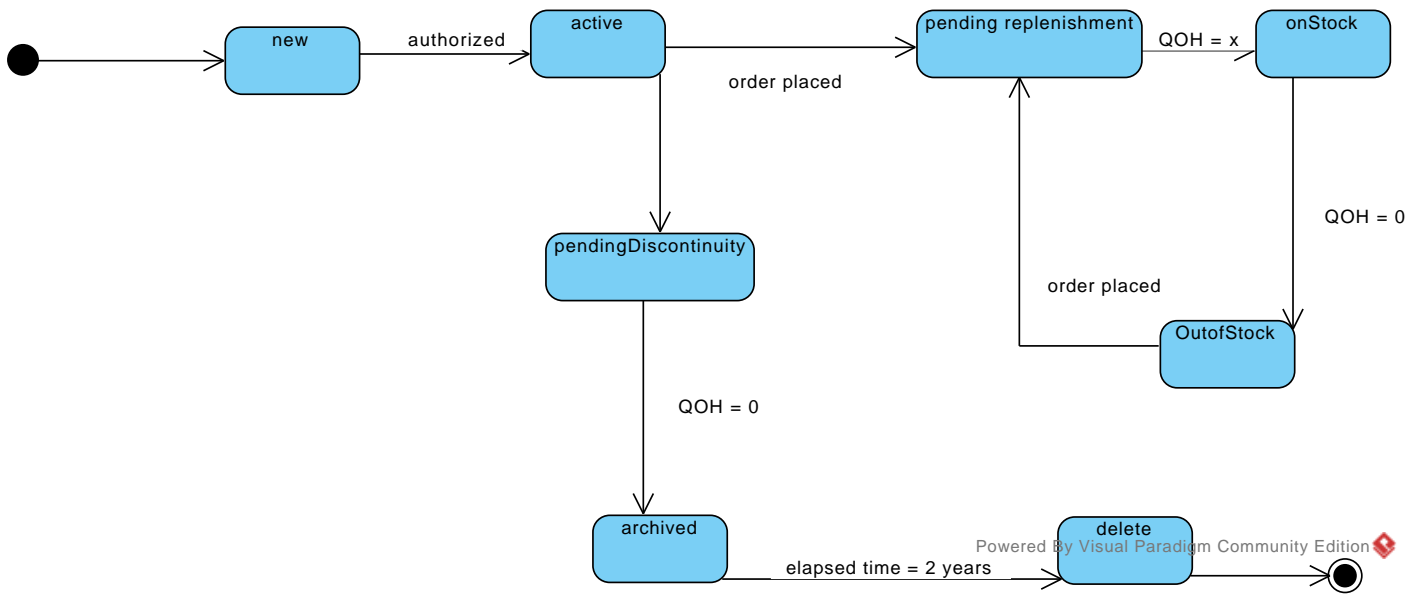 new
authorized
active
order placed
pending replenishment
QOH = x
onStock
QOH = 0
pendingDiscontinuity
order placed
OutofStock
QOH = 0
archived
elapsed time = 2 years
delete
Powered By Visual Paradigm Community Edition